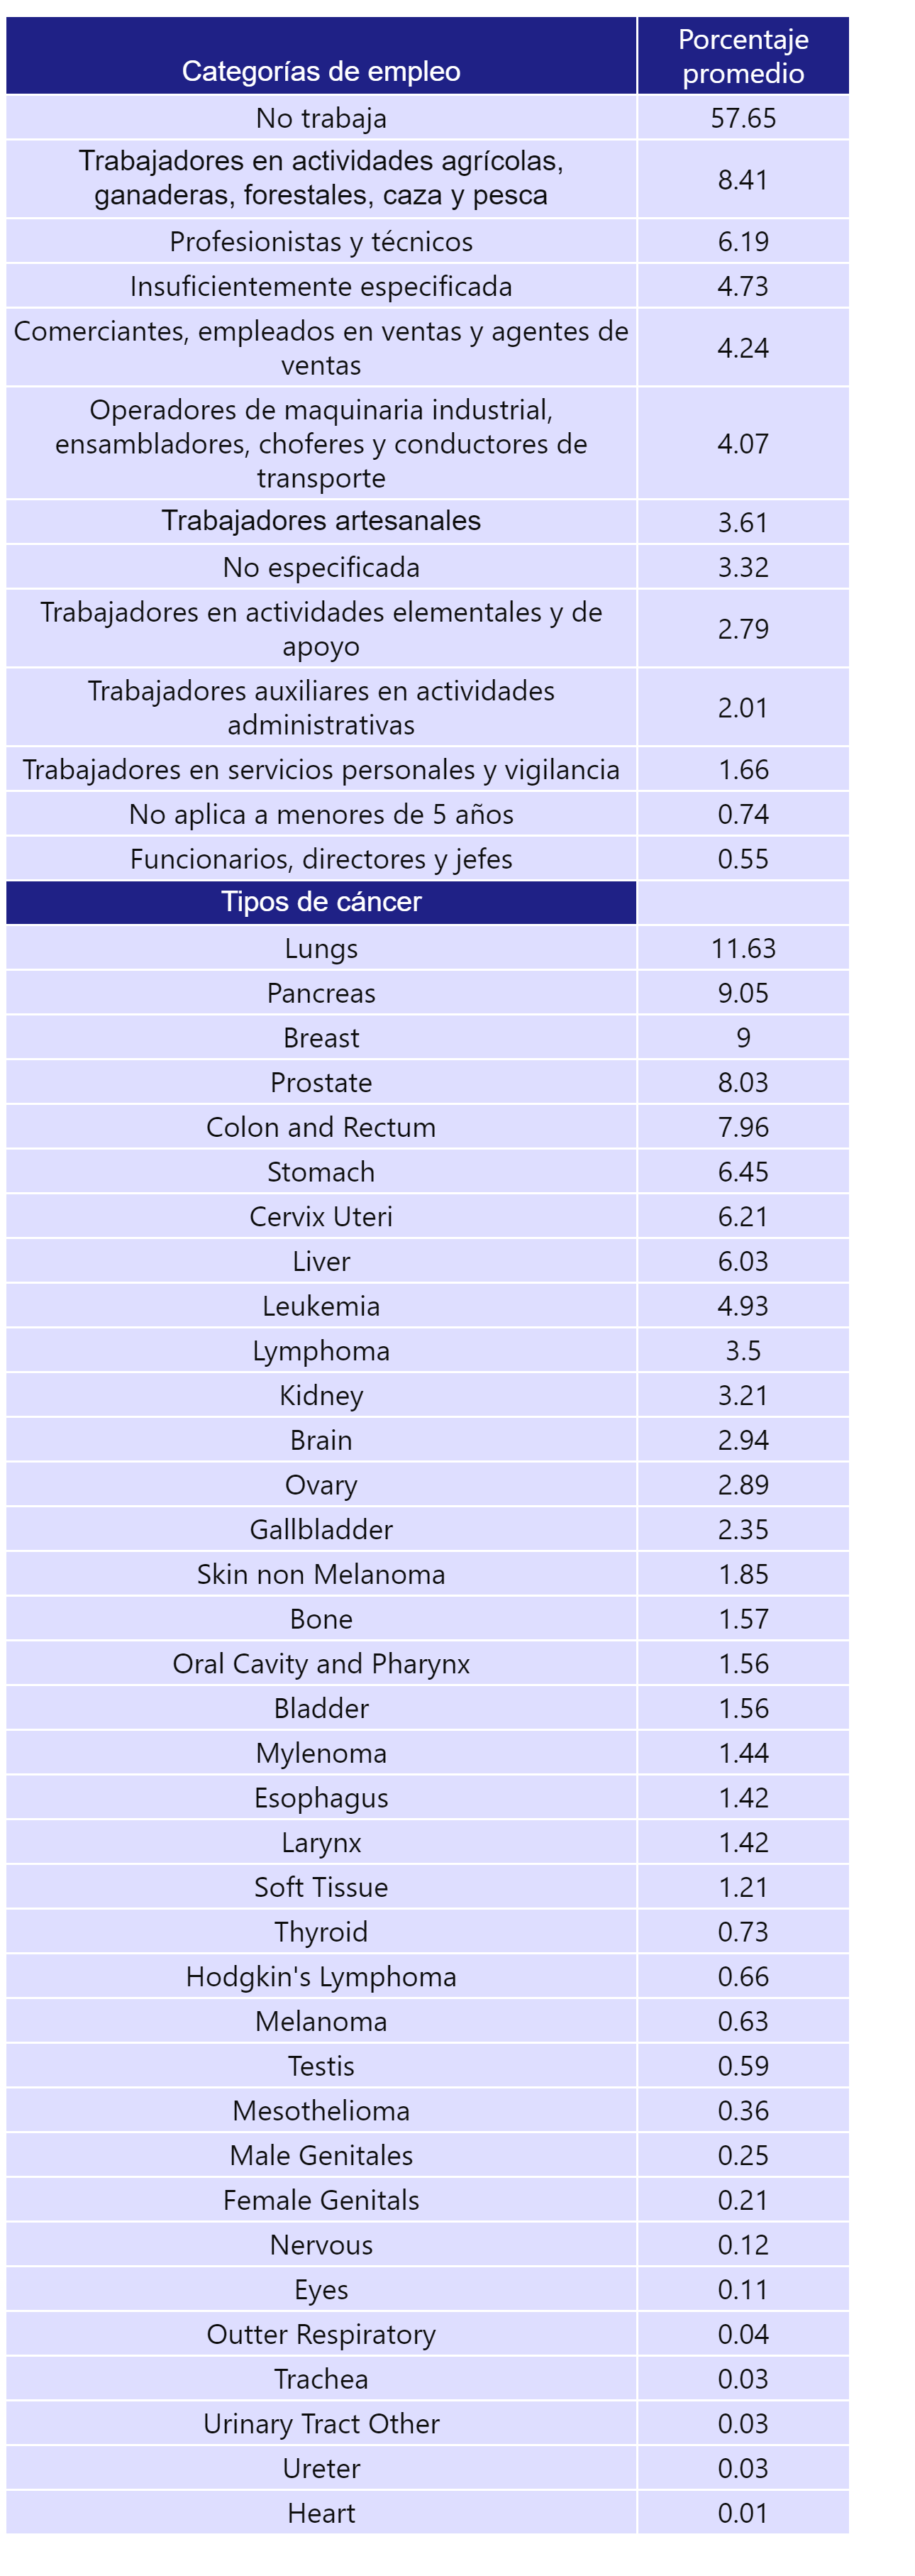 Categorías de empleo
Porcentaje
promedio
No trabaja
57.65
Trabajadores en actividades agrícolas,
ganaderas, forestales, caza y pesca
8.41
Profesionistas y técnicos
6.19
Insuficientemente especificada
4.73
Comerciantes, empleados en ventas y agentes de
ventas
4.24
Operadores de maquinaria industrial,
ensambladores, choferes y conductores de
transporte
4.07
Trabajadores artesanales
3.61
No especificada
3.32
Trabajadores en actividades elementales y de
apoyo
2.79
Trabajadores auxiliares en actividades
administrativas
2.01
Trabajadores en servicios personales y vigilancia
1.66
No aplica a menores de 5 años
0.74
Funcionarios, directores y jefes
0.55
Tipos de cáncer
Lungs
11.63
Pancreas
9.05
Breast
9
Prostate
8.03
Colon and Rectum
7.96
Stomach
6.45
Cervix Uteri
6.21
Liver
6.03
Leukemia
4.93
Lymphoma
3.5
Kidney
3.21
Brain
2.94
Ovary
2.89
Gallbladder
2.35
Skin non Melanoma
1.85
Bone
1.57
Oral Cavity and Pharynx
1.56
Bladder
1.56
Mylenoma
1.44
Esophagus
1.42
Larynx
1.42
Soft Tissue
1.21
Thyroid
0.73
Hodgkin's Lymphoma
0.66
Melanoma
0.63
Testis
0.59
Mesothelioma
0.36
Male Genitales
0.25
Female Genitals
0.21
Nervous
0.12
Eyes
0.11
Outter Respiratory
0.04
Trachea
0.03
Urinary Tract Other
0.03
Ureter
0.03
Heart
0.01